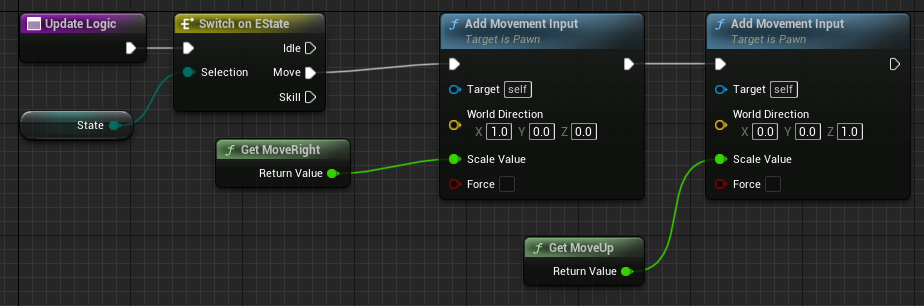 Update Logic
Switch on EState
Idle
Selection
Move
Skill
State
Get MoveRight
Return Value
Add Movement Input
Target is Pawn
Target self
World Direction
X 1.0 Y 0.0 Z 0.0
Scale Value
Force
Add Movement Input
Target is Pawn
Target self
World Direction
X 0.0 Y 0.0 Z 1.0
Scale Value
Force
Get MoveUp
Return Value